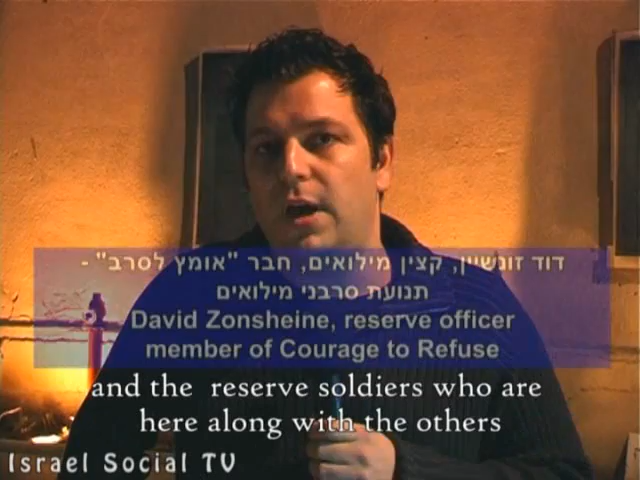 דוד זונשיין, קצין מילואים, חבר "אומץ לסרב" -
תנועת סרבני מילואים
David Zonsheine, reserve officer
member of Courage to Refuse
and the reserve soldiers who are
here along with the others
Israel Social TV